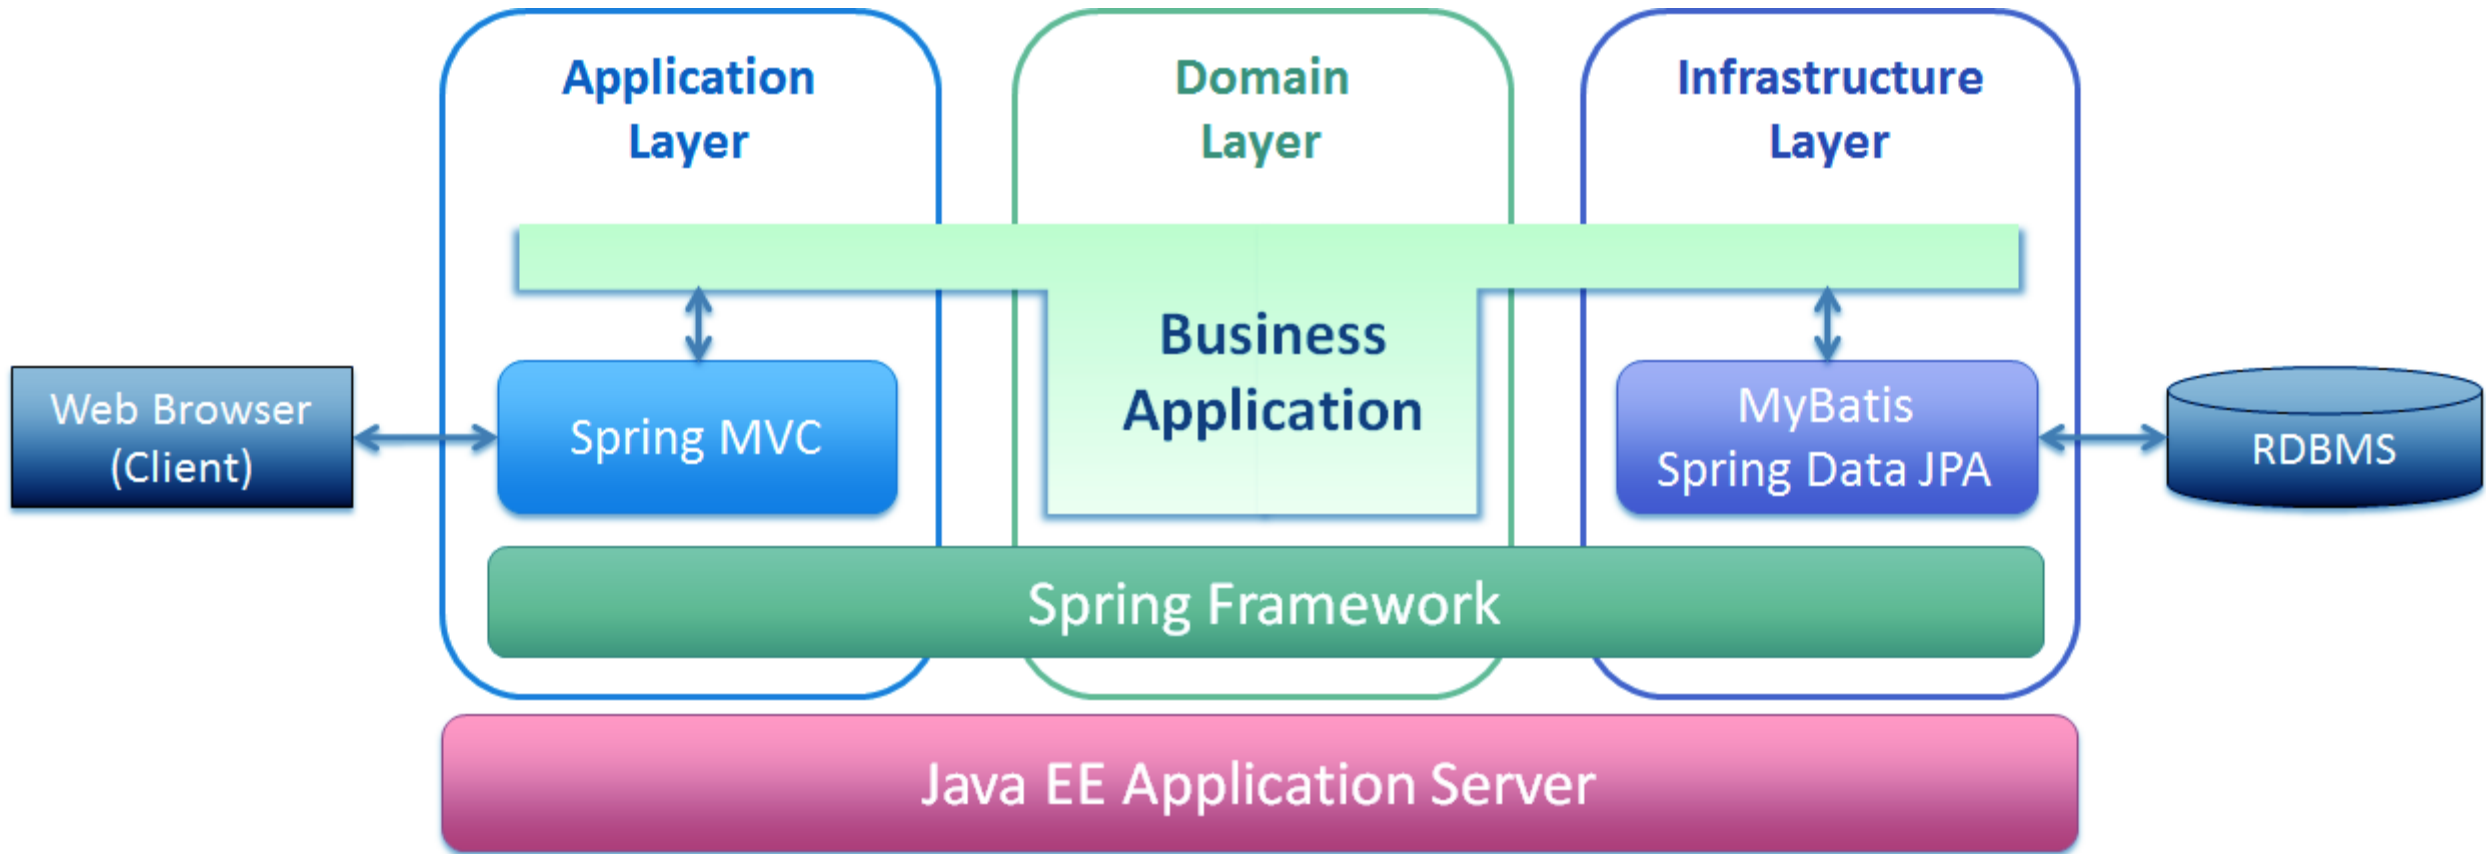 Application
Layer
Domain
Layer
Infrastructure
Layer
Business
Application
Web Browser
(Client)
Spring MVC
MyBatis
Spring Data JPA
RDBMS
Spring Framework
Java EE Application Server